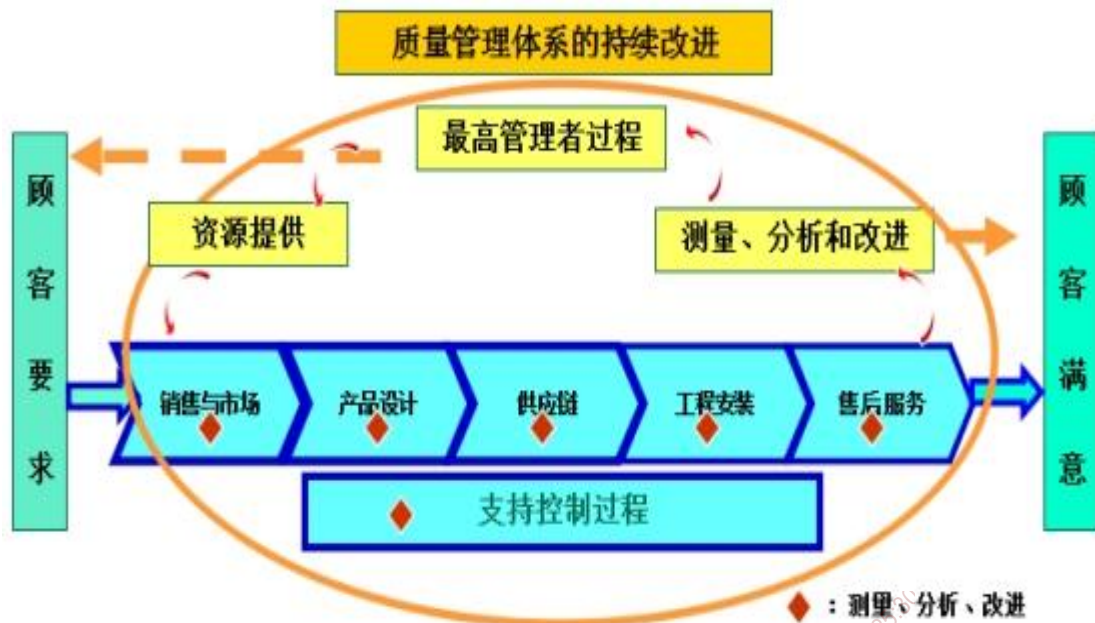 质量管理体系的持续改进
最高管理者过程
资源提供
测量、分析和改进
顾客要求
顾客满意
销售与市场
产品设计
供应链
工程安装
售后服务
支持控制过程
：测量、分析、改进